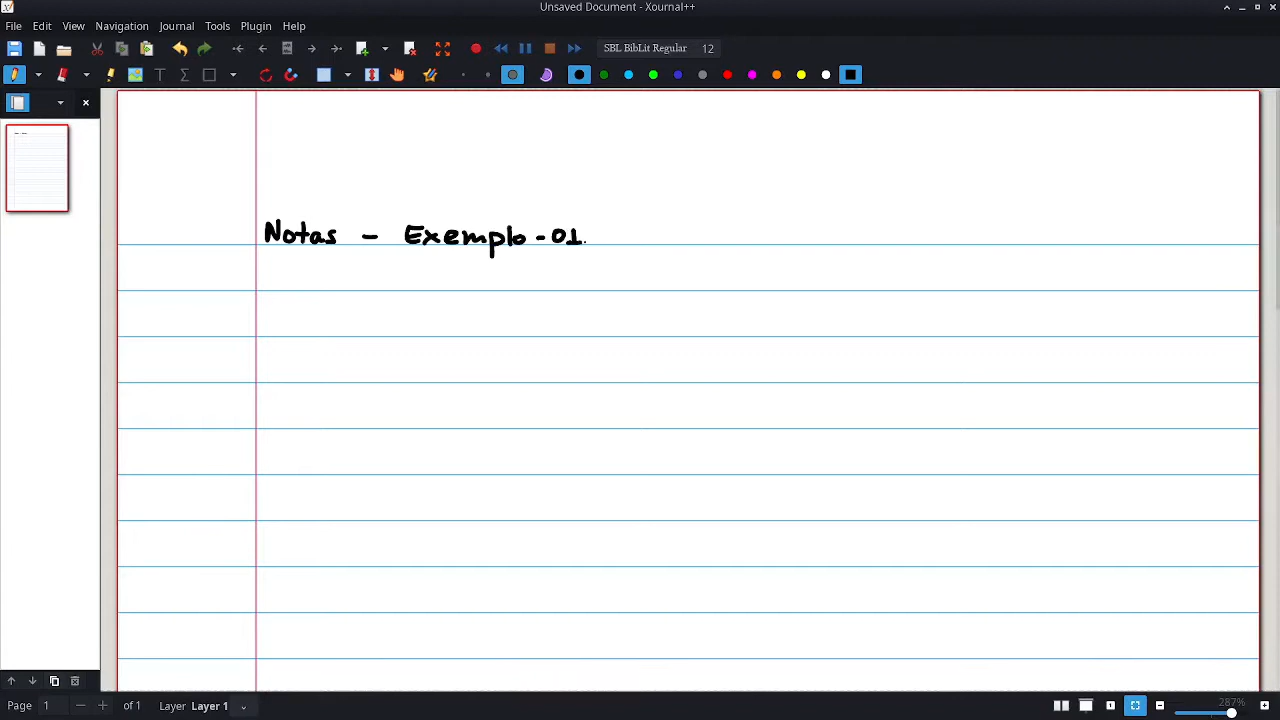 Unsaved Document - Xournal++
File Edit View Navigation Journal Tools Plugin Help
SBL BibLit Regular 12
Notas - Exemplo - 01.
Page 1 of 1 Layer Layer 1 287%